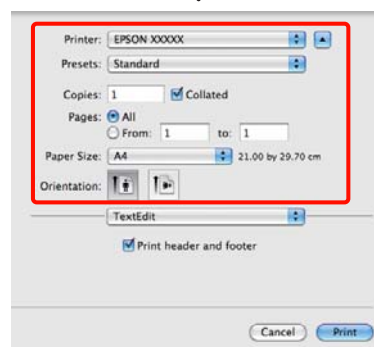 Printer: EPSON XXXXX
Presets: Standard
Copies: 1 Collated
Pages: All
From: 1 to: 1
Paper Size: A4 21.00 by 29.70 cm
Orientation:
TextEdit
Print header and footer
Cancel Print